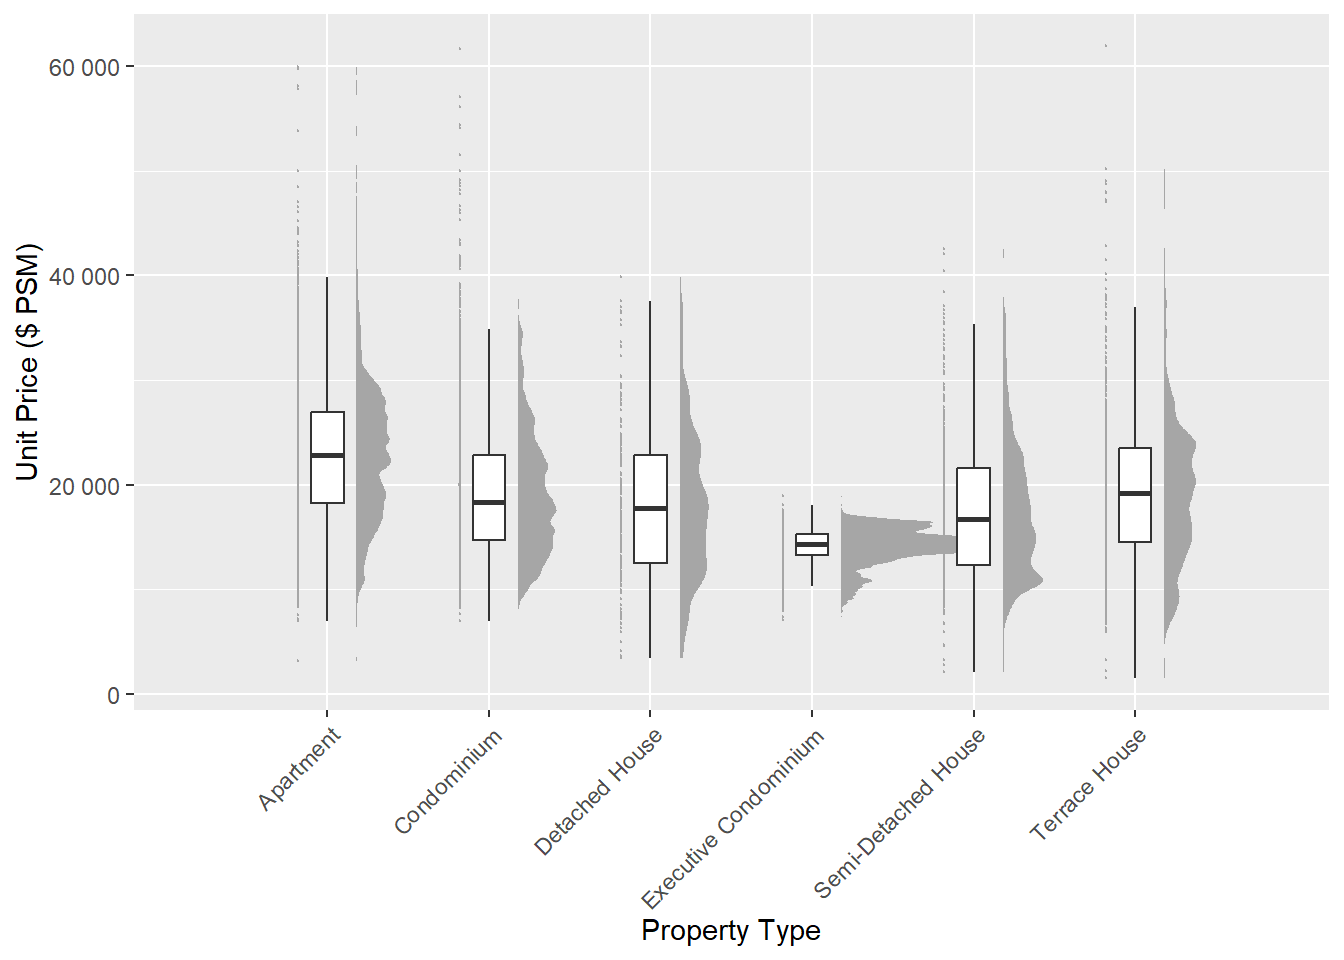 60 000
40 000
20 000
0
Unit Price ($ PSM)
Apartment
Condominium
Detached House
Executive Condominium
Semi-Detached House
Terrace House
Property Type